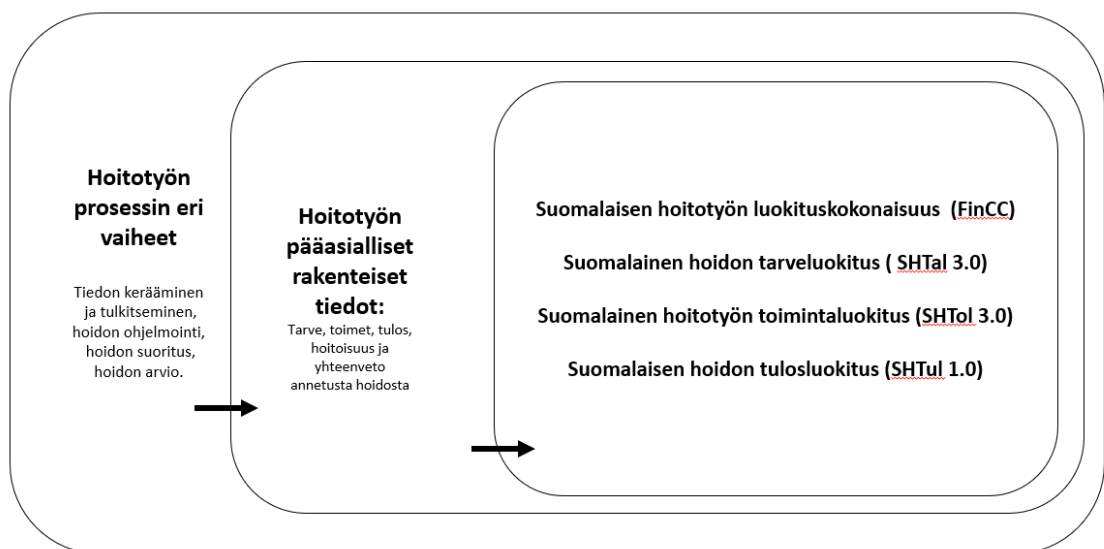 Hoitotyön
prosessin eri
vaiheet
Tiedon kerääminen
ja tulkitseminen,
hoidon ohjelmointi,
hoidon suoritus,
hoidon arvio.
Hoitotyön
pääasialliset
rakenteiset
tiedot:
Tarve, toimet, tulos,
hoitoisuus ja
yhteenveto
annetusta hoidosta
Suomalaisen hoitotyön luokituskokonaisuus (FinCC)
Suomalainen hoidon tarveluokitus ( SHTal 3.0)
Suomalainen hoitotyön toimintaluokitus (SHTol 3.0)
Suomalaisen hoidon tulosluokitus (SHTul 1.0)